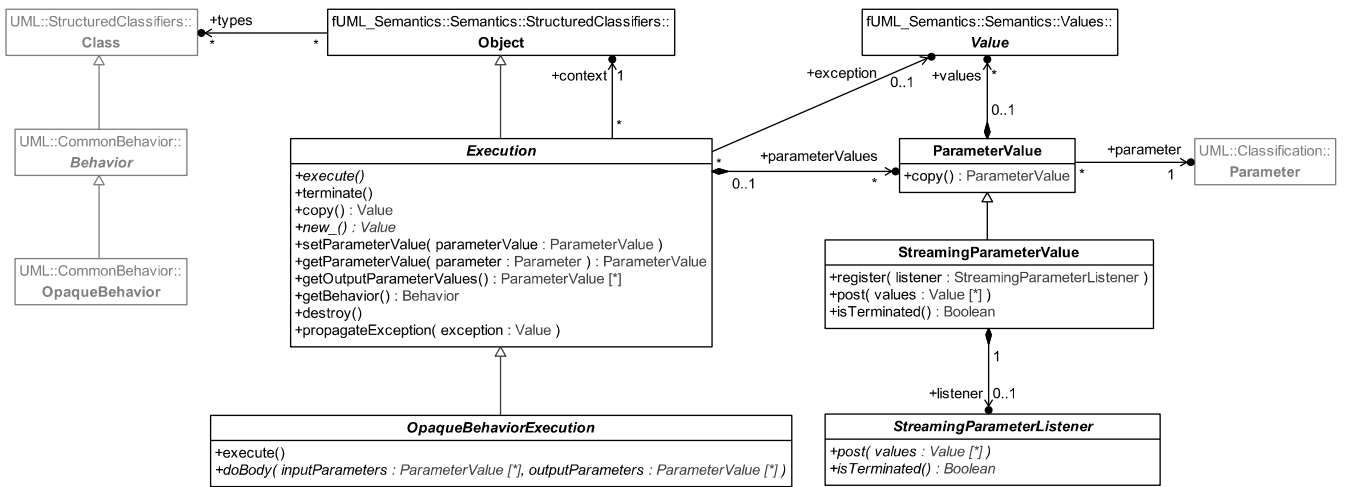 UML::StructuredClassifiers::
Class
+types
*
*
fUML_Semantics::Semantics::StructuredClassifiers::
Object
fUML_Semantics::Semantics::Values::
Value
+context
1
*
+exception
0..1
*
+values
*
0..1
UML::CommonBehavior::
Behavior
UML::CommonBehavior::
OpaqueBehavior
Execution
+execute()
+terminate()
+copy() : Value
+new_() : Value
+setParameterValue( parameterValue : ParameterValue )
+getParameterValue( parameter : Parameter ) : ParameterValue
+getOutputParameterValues() : ParameterValue [*]
+getBehavior() : Behavior
+destroy()
+propagateException( exception : Value )
+parameterValues
0..1
*
ParameterValue
+copy() : ParameterValue
+parameter
*
1
UML::Classification::
Parameter
StreamingParameterValue
+register( listener : StreamingParameterListener )
+post( values : Value [*] )
+isTerminated() : Boolean
1
+listener
0..1
OpaqueBehaviorExecution
+execute()
+doBody( inputParameters : ParameterValue [*], outputParameters : ParameterValue [*] )
StreamingParameterListener
+post( values : Value [*] )
+isTerminated() : Boolean